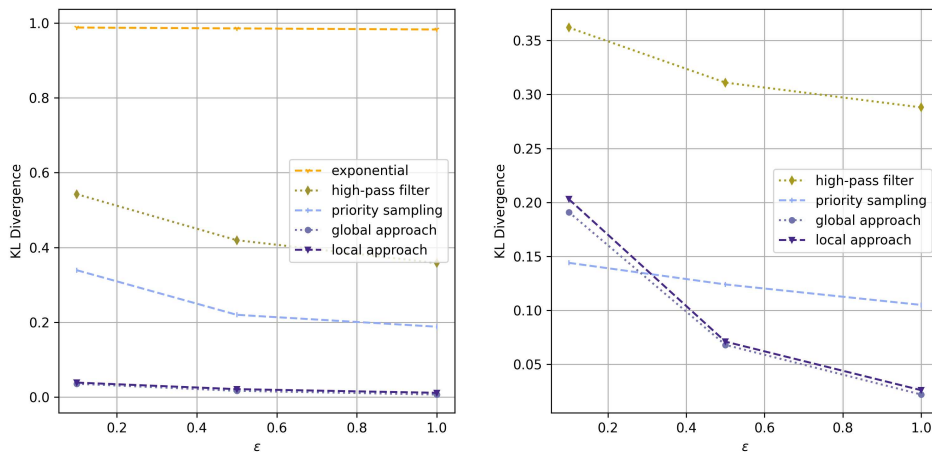 1.0
0.8
0.6
0.4
0.2
0.0
KL Divergence
exponential
high-pass filter
priority sampling
global approach
local approach
0.2 0.4 0.6 0.8 1.0
ε
0.35
0.30
0.25
0.20
0.15
0.10
0.05
KL Divergence
high-pass filter
priority sampling
global approach
local approach
0.2 0.4 0.6 0.8 1.0
ε